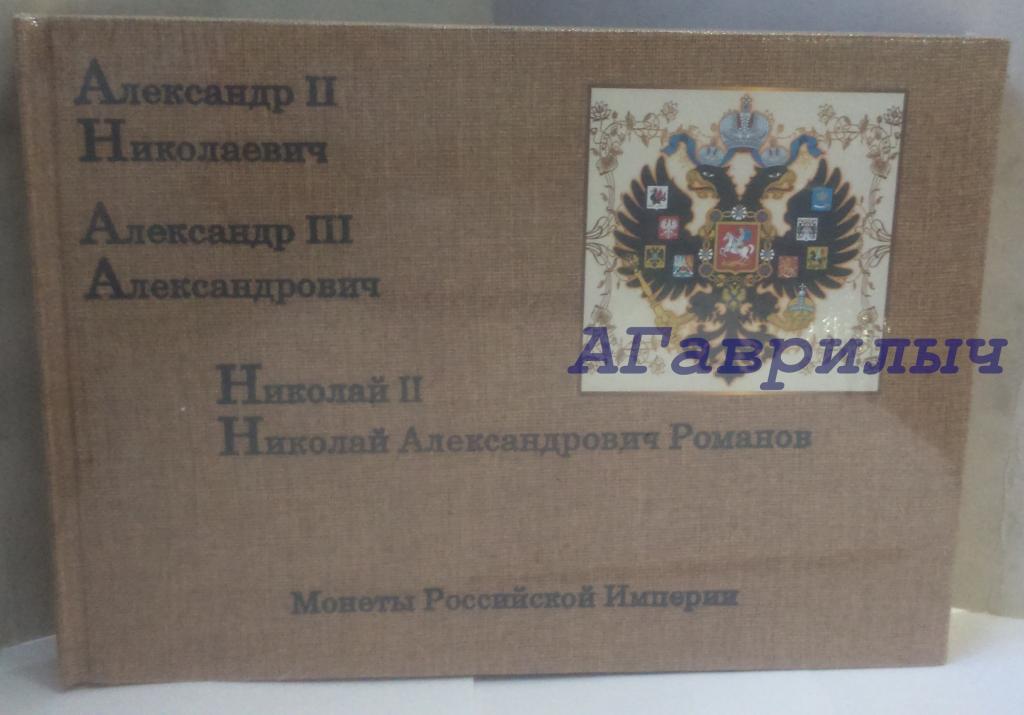 Александр II
Николаевич
Александр III
Александрович
АГаврилыч
Николай II
Николай Александрович Романов
Монеты Российской Империи